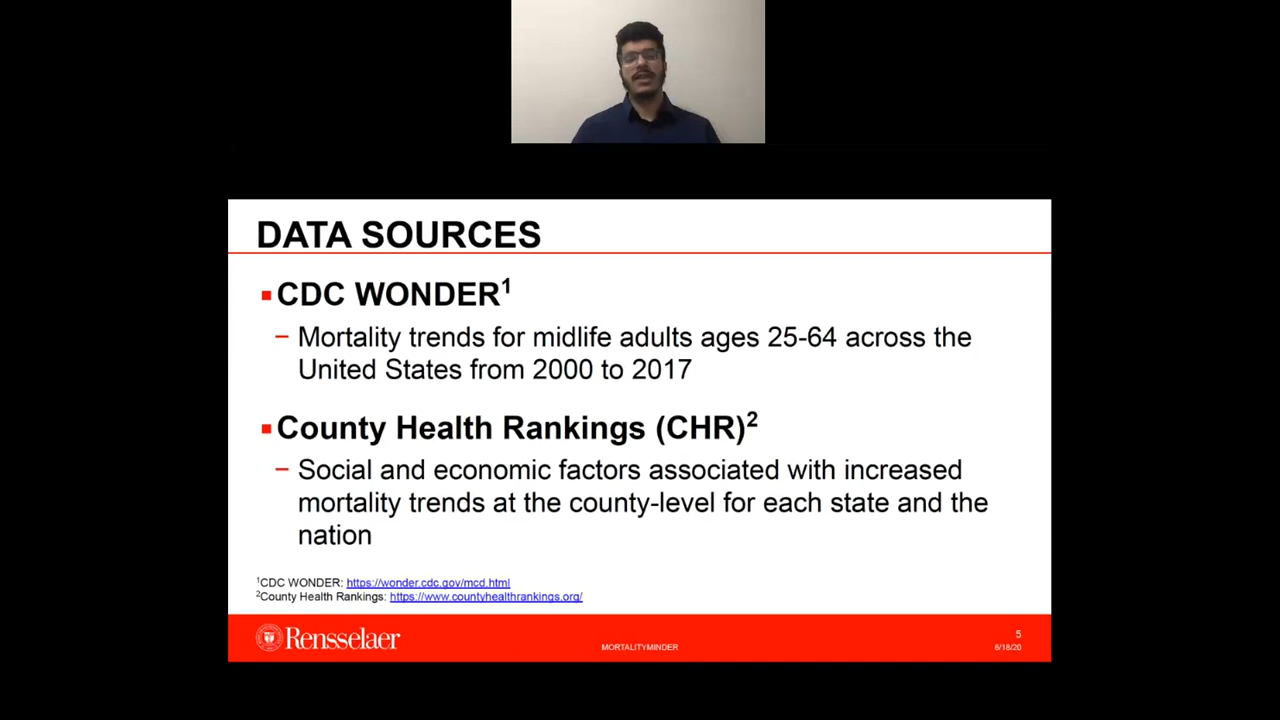 DATA SOURCES
▪CDC WONDER¹
– Mortality trends for midlife adults ages 25-64 across the
United States from 2000 to 2017
▪County Health Rankings (CHR)²
– Social and economic factors associated with increased
mortality trends at the county-level for each state and the
nation
¹CDC WONDER: https://wonder.cdc.gov/mcd.html
²County Health Rankings: https://www.countyhealthrankings.org/
Rensselaer
MORTALITYMINDER
5
6/18/20